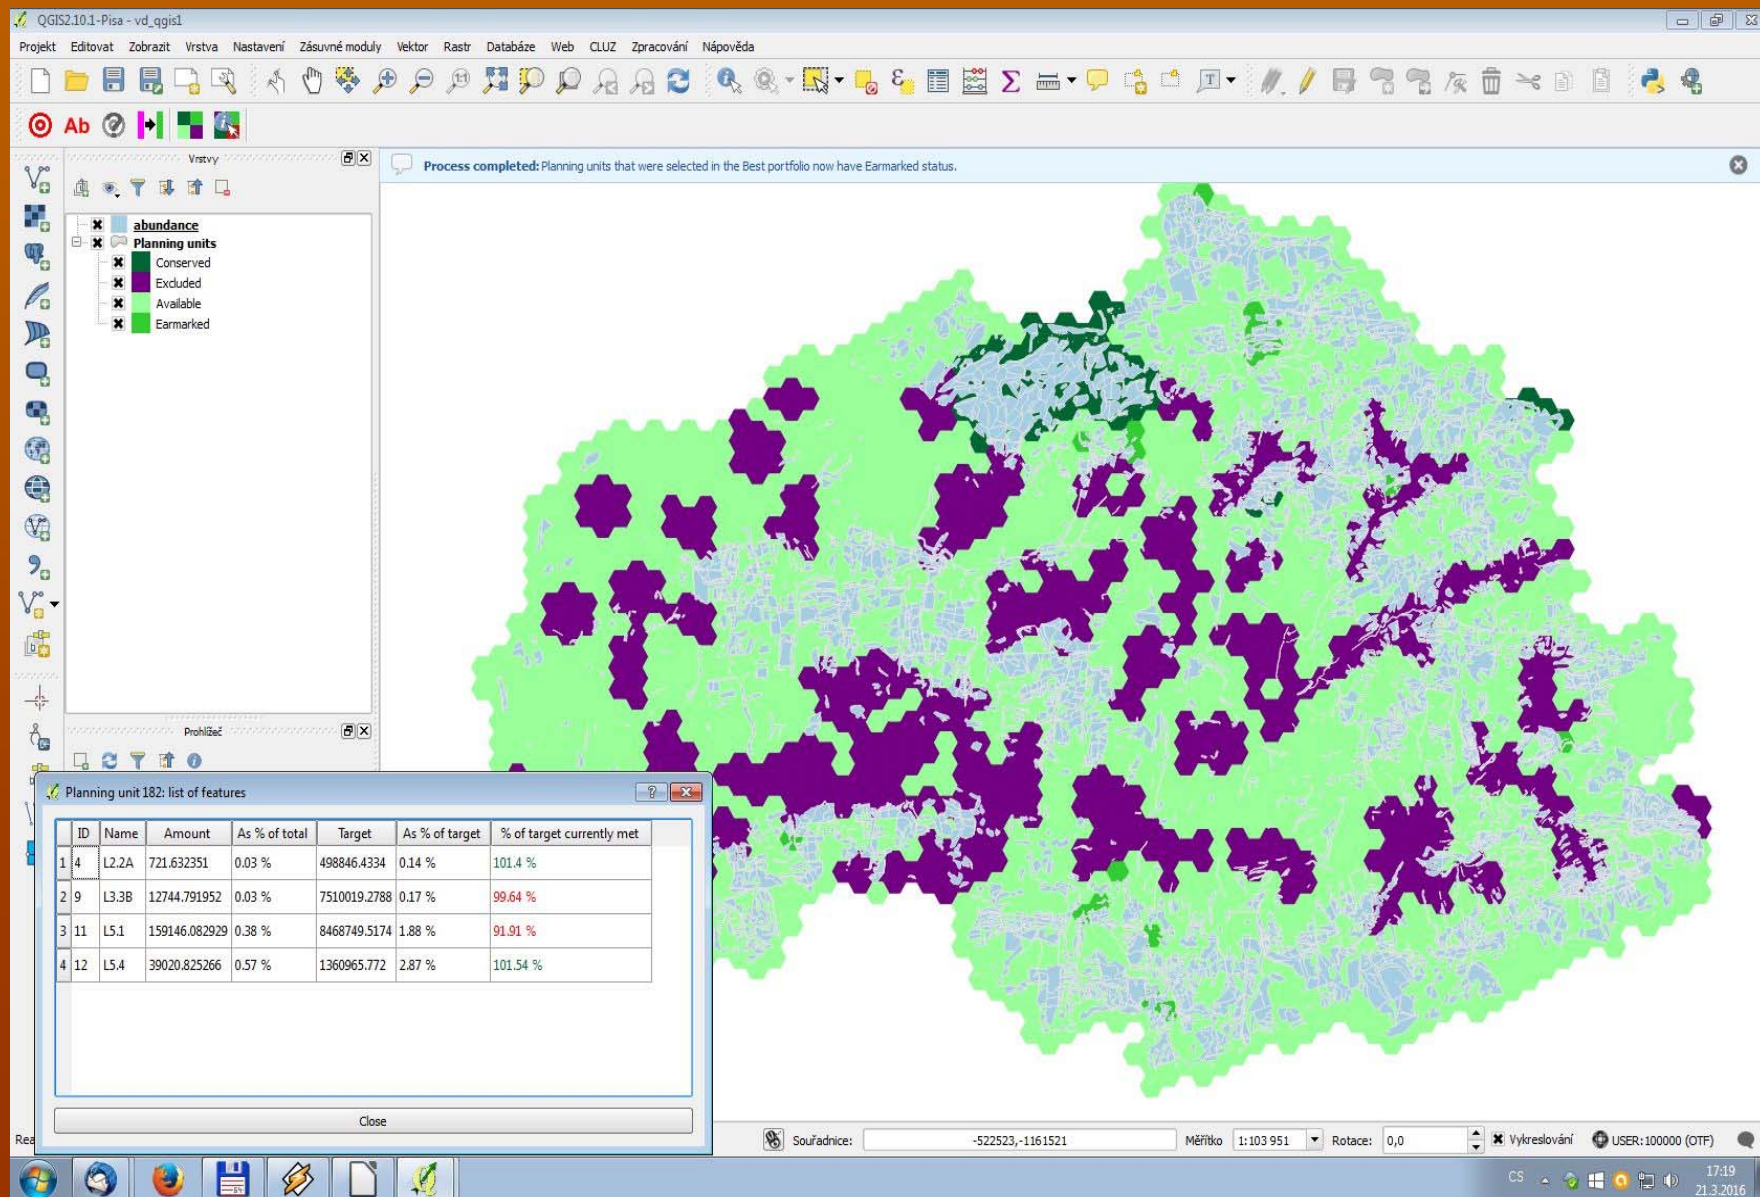 QGIS2.10.1-Pisa - vd_qgis1
Projekt Editovat Zobrazit Vrstva Nastavení Zásuvné moduly Vektor Rastr Databáze Web CLUZ Zpracování Nápověda
Ab
Vrstvy
Process completed: Planning units that were selected in the Best portfolio now have Earmarked status.
abundance
Planning units
Conserved
Excluded
Available
Earmarked
Prohlížeč
Planning unit 182: list of features
ID Name Amount As % of total Target As % of target % of target currently met
1 4 L2.2A 721.632351 0.03 % 498846.4334 0.14 % 101.4 %
2 9 L3.3B 12744.791952 0.03 % 7510019.2788 0.17 % 99.64 %
3 11 L5.1 159146.082929 0.38 % 8468749.5174 1.88 % 91.91 %
4 12 L5.4 39020.825266 0.57 % 1360965.772 2.87 % 101.54 %
Close
Rea
Souřadnice: -522523,-1161521 Měřítko 1:103 951 Rotace: 0,0 Vykreslování USER:100000 (OTF)
CS 17:19
21.3.2016